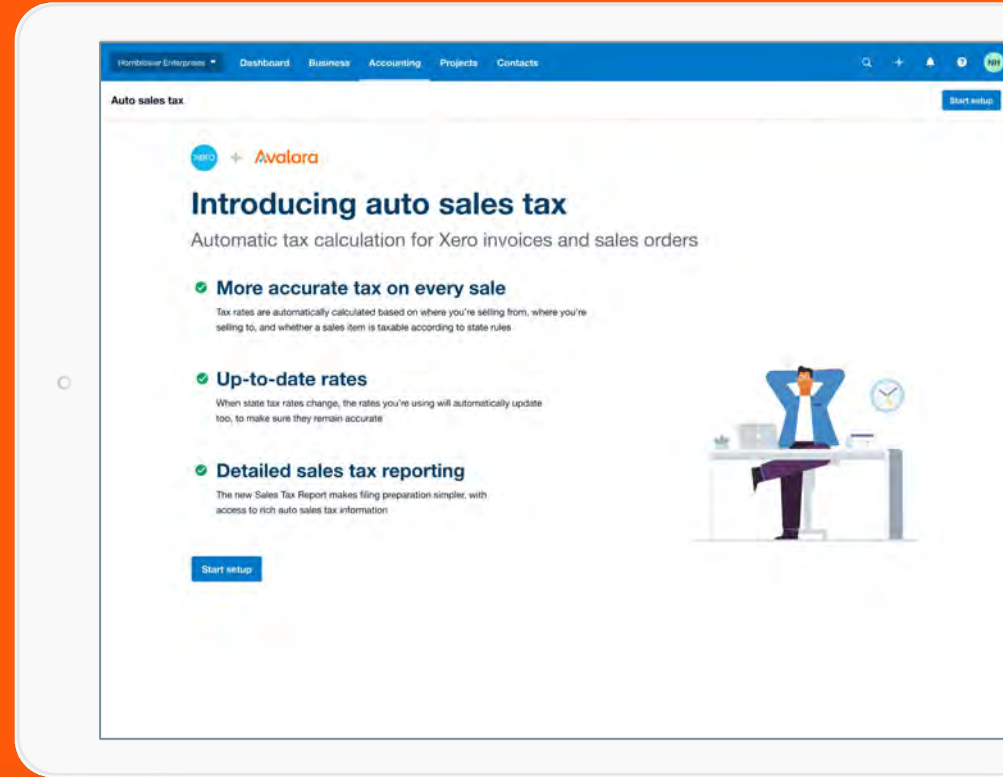 Hornblower Enterprises Dashboard Business Accounting Projects Contacts NH
Auto sales tax Start setup
xero + Avalara
Introducing auto sales tax
Automatic tax calculation for Xero invoices and sales orders
More accurate tax on every sale
Tax rates are automatically calculated based on where you're selling from, where you're
selling to, and whether a sales item is taxable according to state rules
Up-to-date rates
When state tax rates change, the rates you're using will automatically update
too, to make sure they remain accurate
Detailed sales tax reporting
The new Sales Tax Report makes filing preparation simpler, with
access to rich auto sales tax information
Start setup